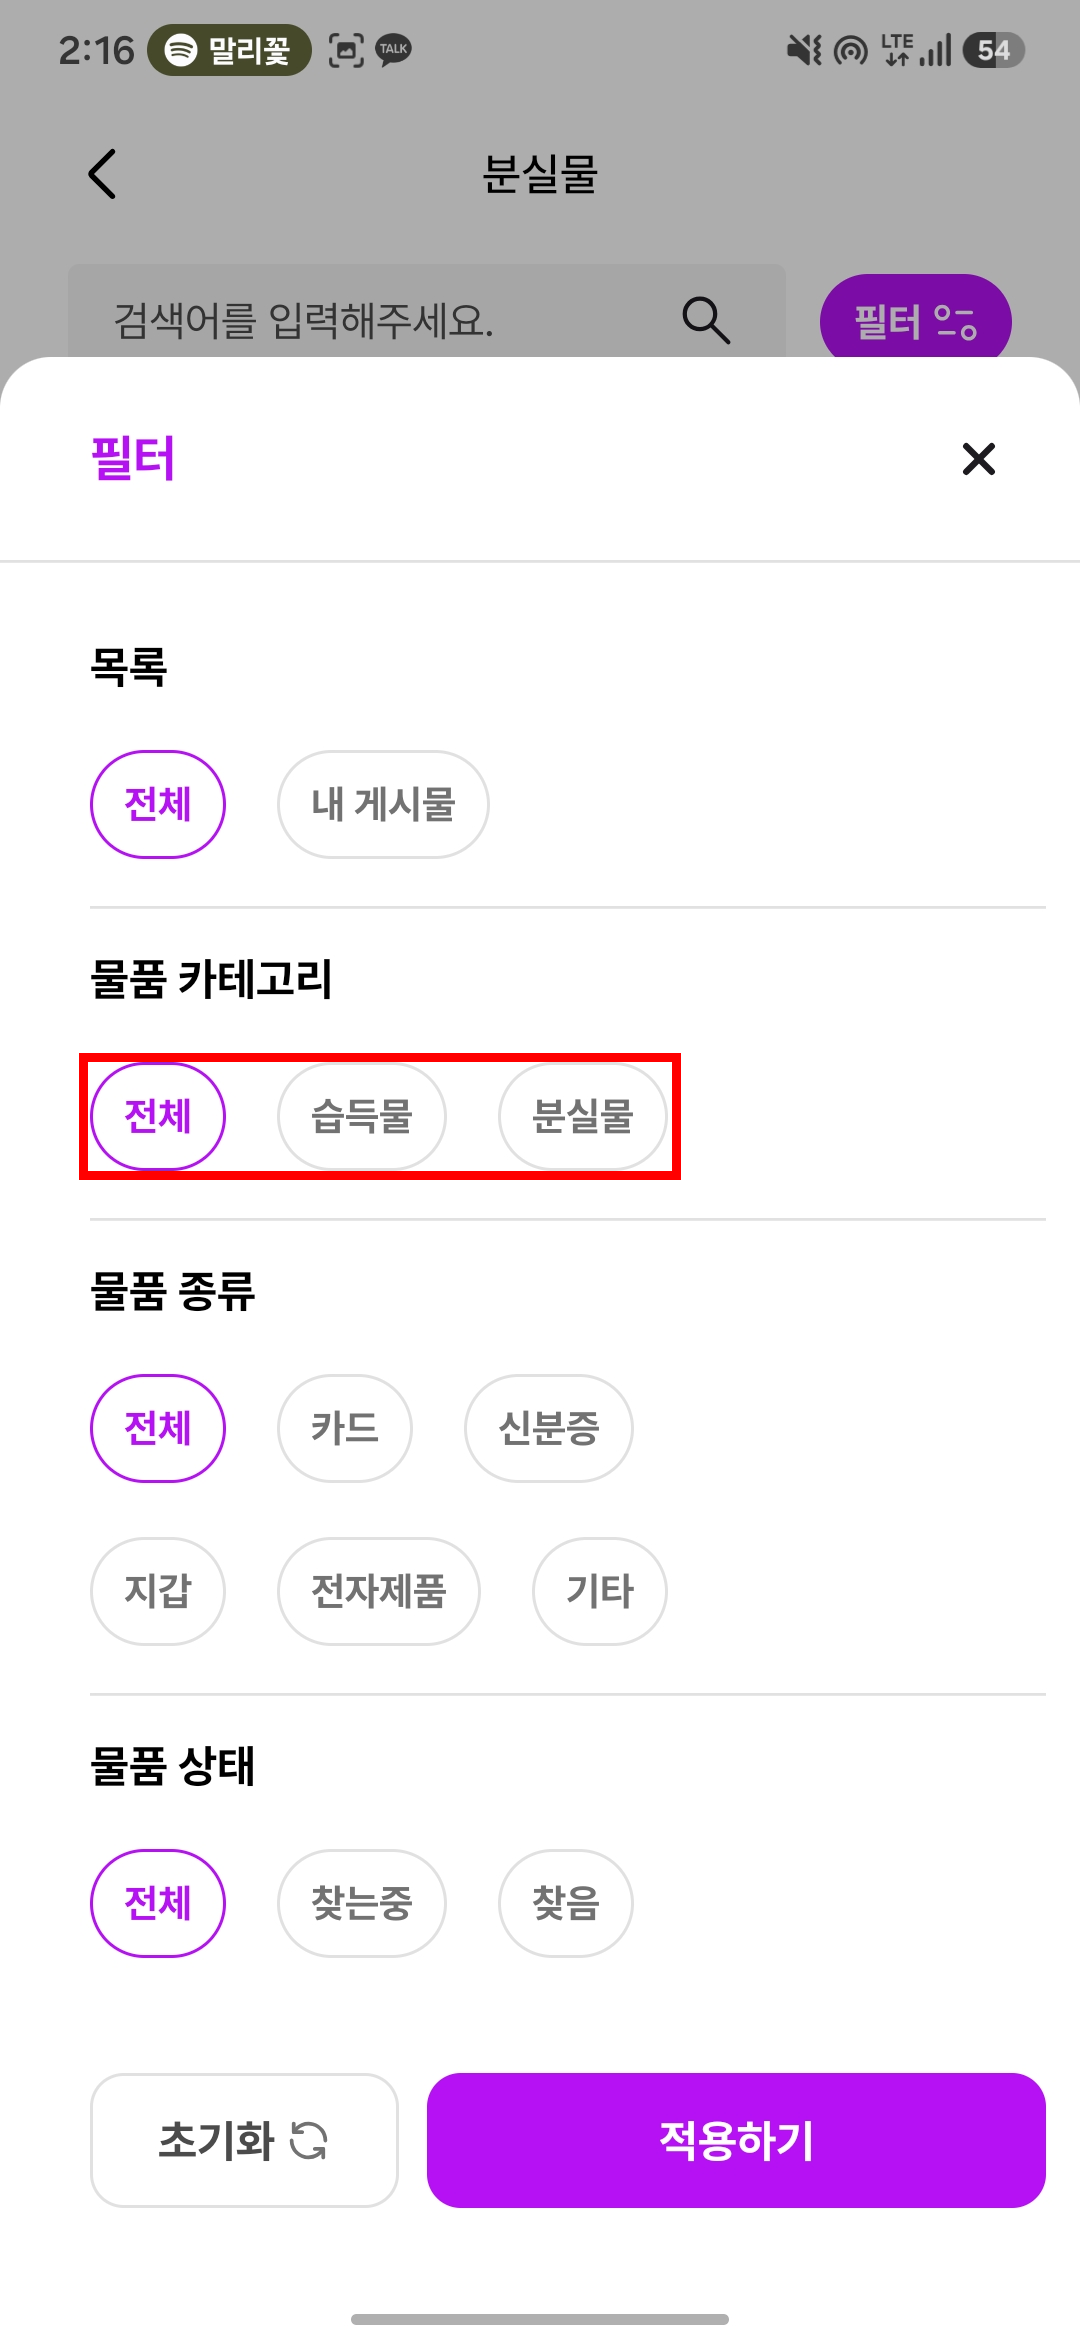 2:16 말리꽃 TALK LTE 54
분실물
검색어를 입력해주세요. 필터
필터
목록
전체 내 게시물
물품 카테고리
전체 습득물 분실물
물품 종류
전체 카드 신분증
지갑 전자제품 기타
물품 상태
전체 찾는중 찾음
초기화 적용하기